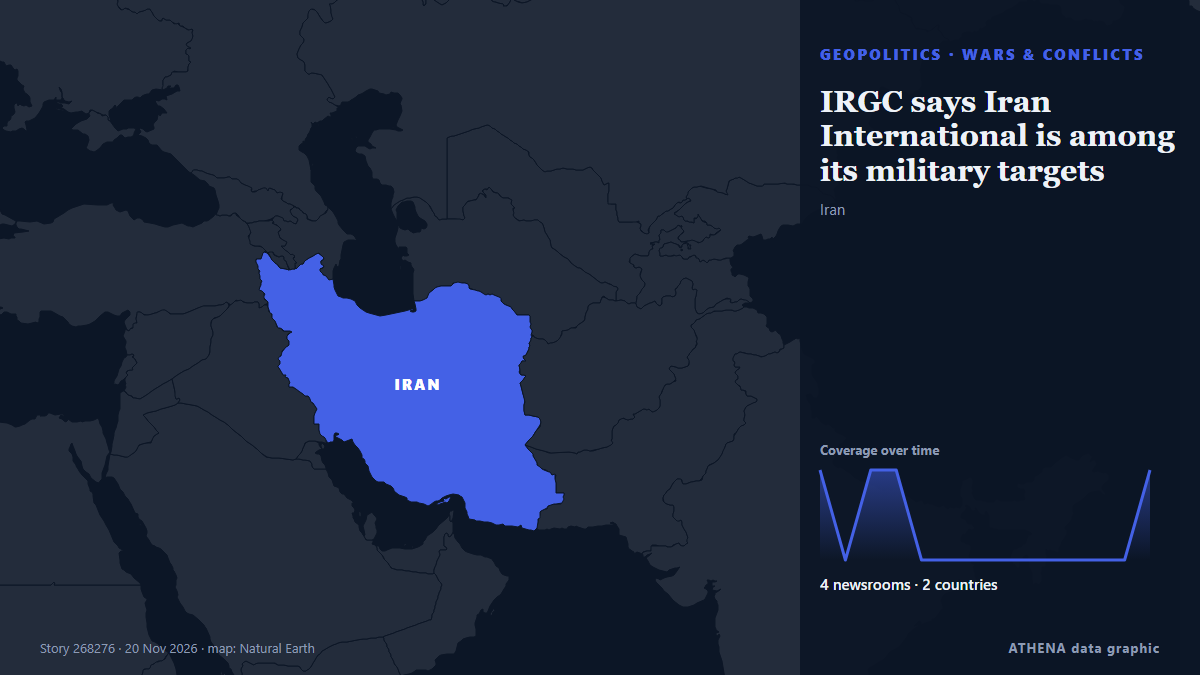 GEOPOLITICS · WARS & CONFLICTS
IRGC says Iran
International is among
its military targets
Iran
IRAN
Coverage over time
4 newsrooms · 2 countries
Story 268276 · 20 Nov 2026 · map: Natural Earth
ATHENA data graphic